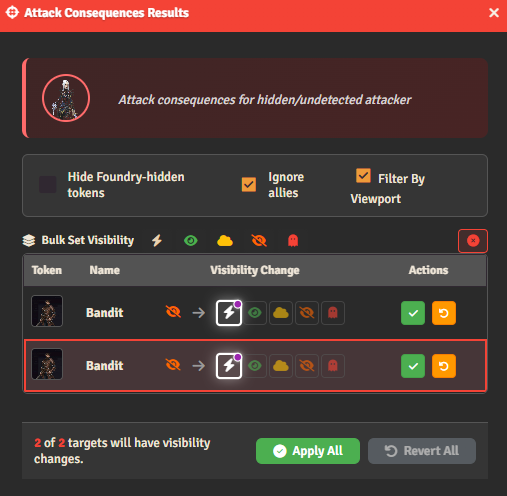 Attack Consequences Results
Attack consequences for hidden/undetected attacker
Hide Foundry-hidden
tokens
Ignore
allies
Filter By
Viewport
Bulk Set Visibility
Token Name Visibility Change Actions
Bandit
Bandit
2 of 2 targets will have visibility
changes.
Apply All
Revert All